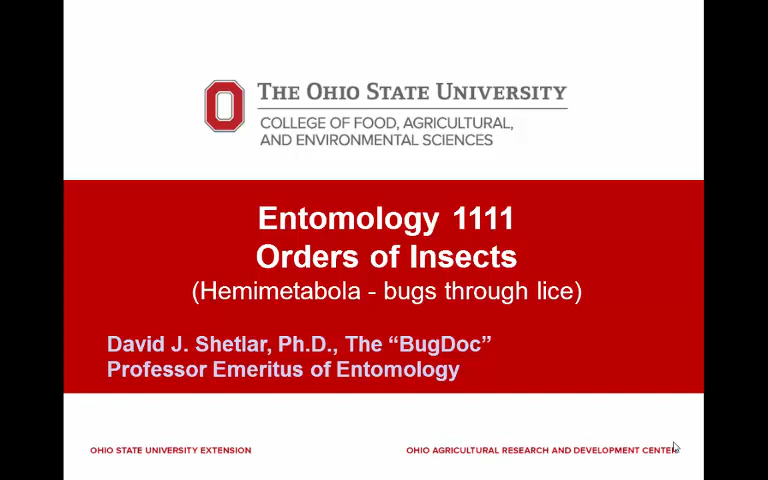 THE OHIO STATE UNIVERSITY
COLLEGE OF FOOD, AGRICULTURAL,
AND ENVIRONMENTAL SCIENCES
Entomology 1111
Orders of Insects
(Hemimetabola - bugs through lice)
David J. Shetlar, Ph.D., The “BugDoc”
Professor Emeritus of Entomology
OHIO STATE UNIVERSITY EXTENSION
OHIO AGRICULTURAL RESEARCH AND DEVELOPMENT CENTER